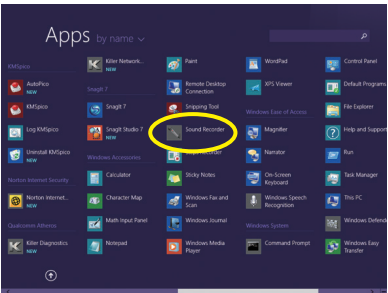 Apps by name
KMSpico
AutoPico
NEW
KMSpico
NEW
Log KMSpico
Uninstall KMSpico
NEW
Norton Internet Security
Norton Internet...
NEW
Qualcomm Atheros
Killer Diagnostics
NEW
Killer Network...
NEW
SnagIt 7
SnagIt 7
SnagIt Studio 7
NEW
Windows Accessories
Calculator
Character Map
Math Input Panel
Notepad
Paint
Remote Desktop
Connection
Snipping Tool
Sound Recorder
Sticky Notes
Windows Fax and
Scan
Windows Journal
Windows Media
Player
WordPad
XPS Viewer
Windows Ease of Access
Magnifier
Narrator
On-Screen
Keyboard
Windows Speech
Recognition
Windows System
Command Prompt
Control Panel
Default Programs
File Explorer
Help and Support
Run
Task Manager
This PC
Windows Defende
Windows Easy
Transfer